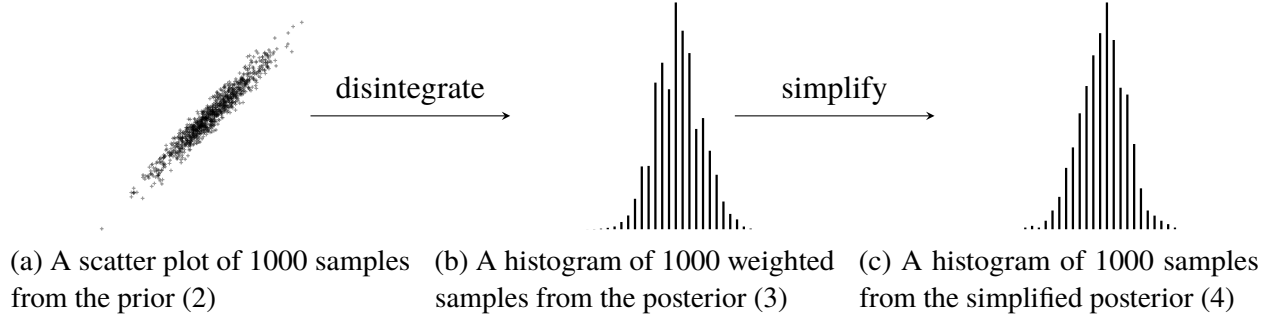 disintegrate
simplify
(a) A scatter plot of 1000 samples
from the prior (2)
(b) A histogram of 1000 weighted
samples from the posterior (3)
(c) A histogram of 1000 samples
from the simplified posterior (4)